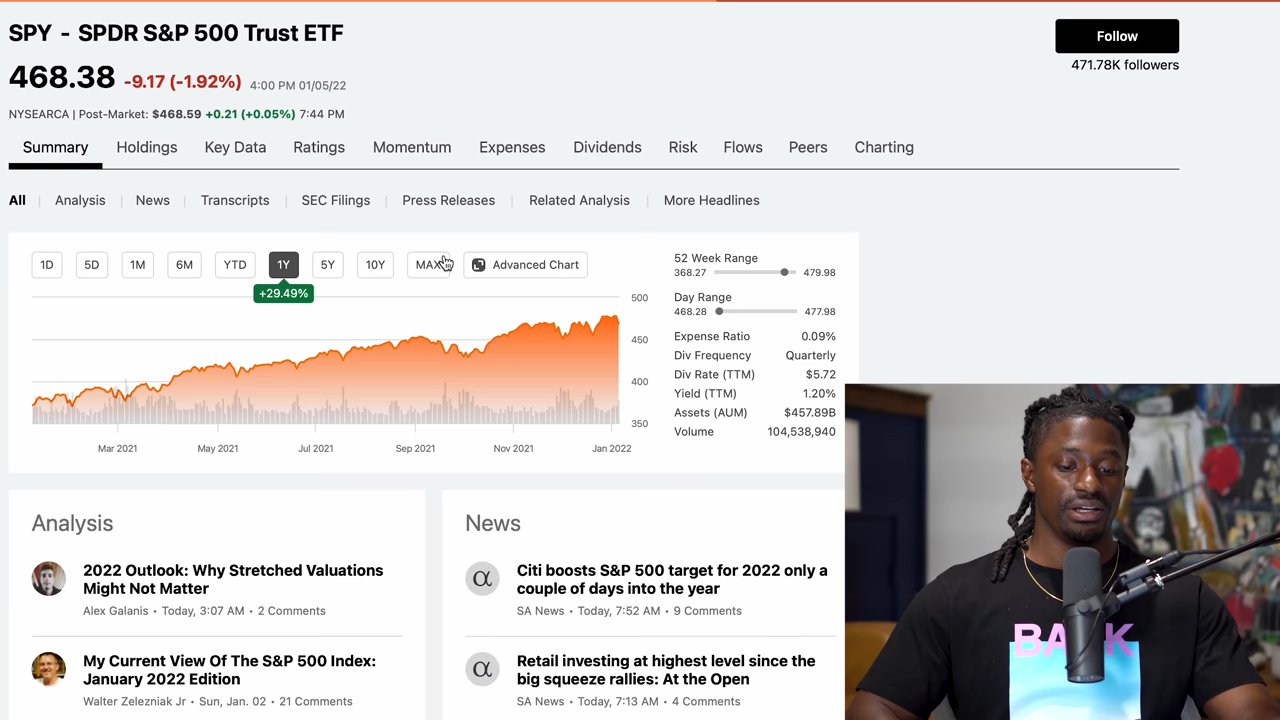 SPY - SPDR S&P 500 Trust ETF
Follow
468.38 -9.17 (-1.92%) 4:00 PM 01/05/22
471.78K followers
NYSEARCA | Post-Market: $468.59 +0.21 (+0.05%) 7:44 PM
Summary Holdings Key Data Ratings Momentum Expenses Dividends Risk Flows Peers Charting
All | Analysis | News | Transcripts | SEC Filings | Press Releases | Related Analysis | More Headlines
1D 5D 1M 6M YTD 1Y 5Y 10Y MAX Advanced Chart
+29.49%
500
450
400
350
Mar 2021 May 2021 Jul 2021 Sep 2021 Nov 2021 Jan 2022
52 Week Range
368.27 479.98
Day Range
468.28 477.98
Expense Ratio 0.09%
Div Frequency Quarterly
Div Rate (TTM) $5.72
Yield (TTM) 1.20%
Assets (AUM) $457.89B
Volume 104,538,940
Analysis
2022 Outlook: Why Stretched Valuations
Might Not Matter
Alex Galanis • Today, 3:07 AM • 2 Comments
My Current View Of The S&P 500 Index:
January 2022 Edition
Walter Zelezniak Jr • Sun, Jan. 02 • 21 Comments
News
α
Citi boosts S&P 500 target for 2022 only a
couple of days into the year
SA News • Today, 7:52 AM • 9 Comments
α
Retail investing at highest level since the
big squeeze rallies: At the Open
SA News • Today, 7:13 AM • 4 Comments